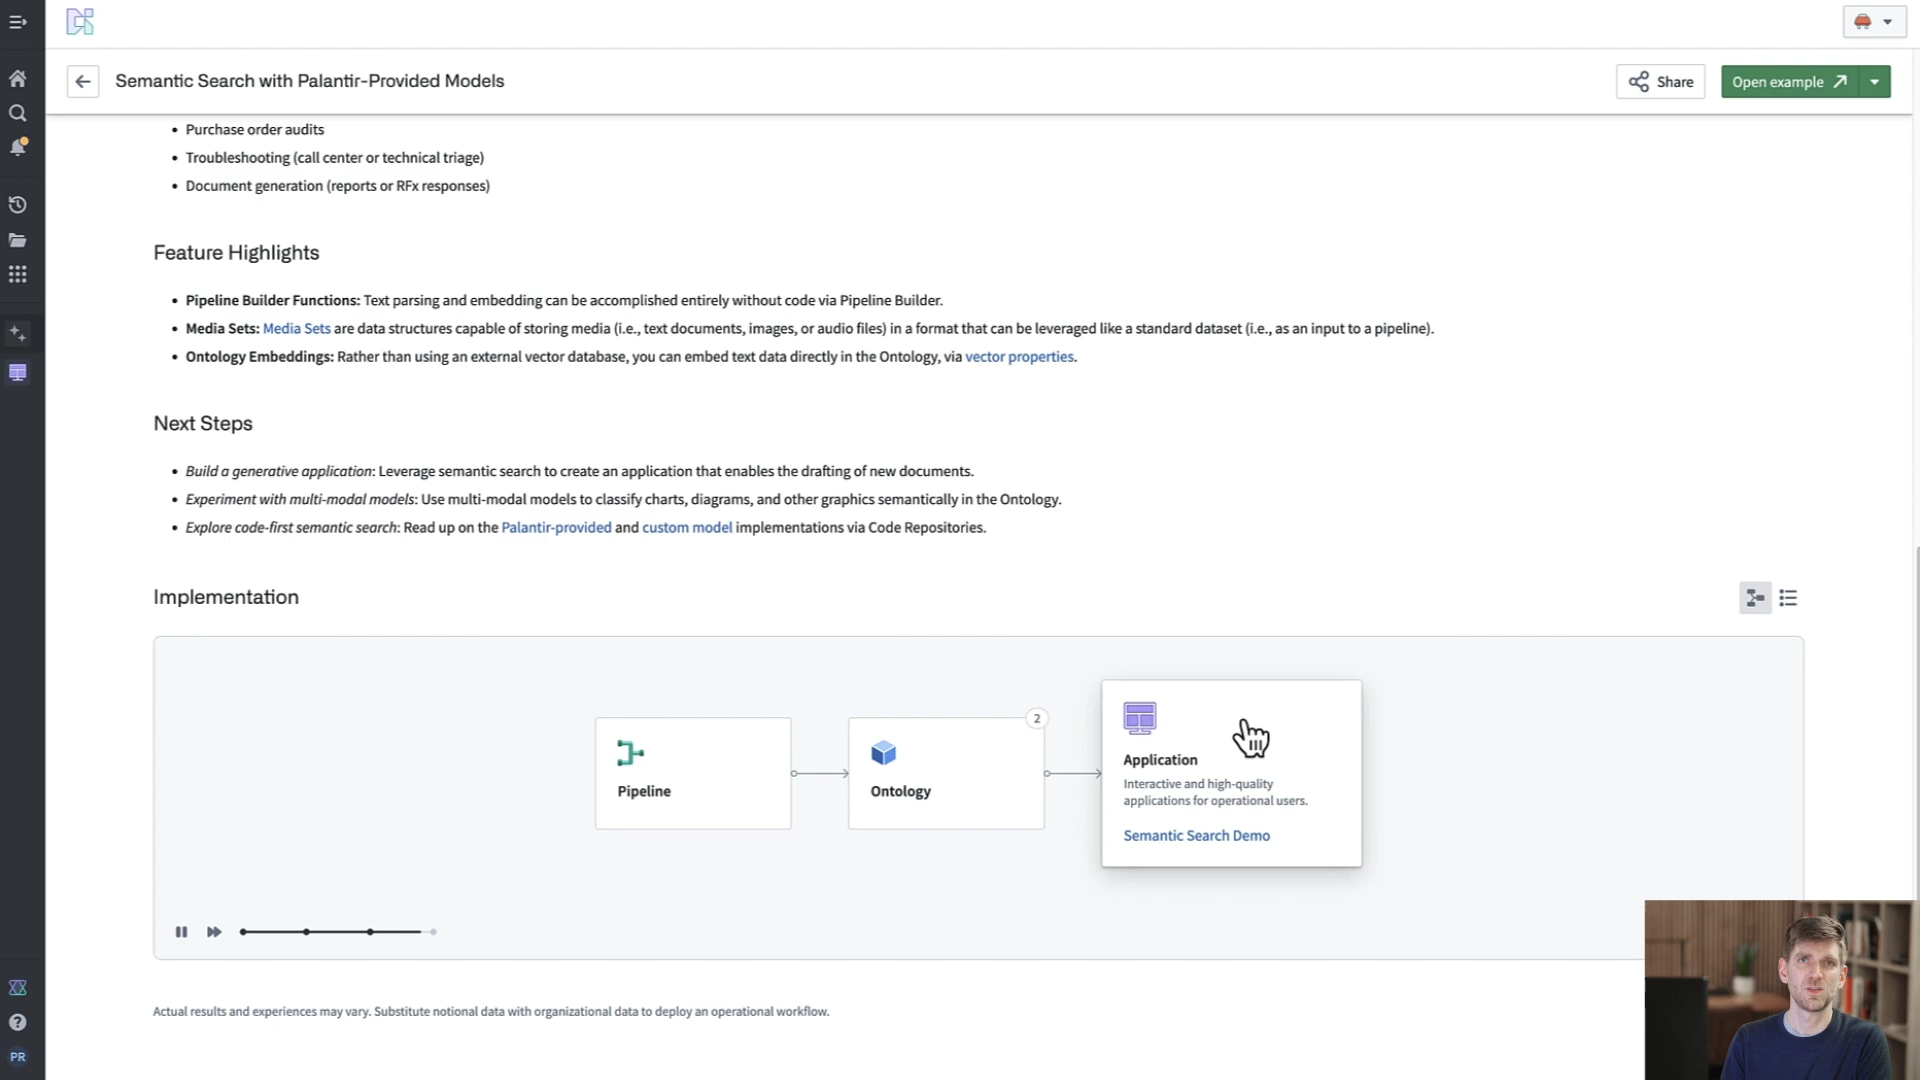 Semantic Search with Palantir-Provided Models
Share
Open example
• Purchase order audits
• Troubleshooting (call center or technical triage)
• Document generation (reports or RFx responses)
Feature Highlights
• Pipeline Builder Functions: Text parsing and embedding can be accomplished entirely without code via Pipeline Builder.
• Media Sets: Media Sets are data structures capable of storing media (i.e., text documents, images, or audio files) in a format that can be leveraged like a standard dataset (i.e., as an input to a pipeline).
• Ontology Embeddings: Rather than using an external vector database, you can embed text data directly in the Ontology, via vector properties.
Next Steps
• Build a generative application: Leverage semantic search to create an application that enables the drafting of new documents.
• Experiment with multi-modal models: Use multi-modal models to classify charts, diagrams, and other graphics semantically in the Ontology.
• Explore code-first semantic search: Read up on the Palantir-provided and custom model implementations via Code Repositories.
Implementation
Pipeline
2
Ontology
Application
Interactive and high-quality
applications for operational users.
Semantic Search Demo
Actual results and experiences may vary. Substitute notional data with organizational data to deploy an operational workflow.
PR